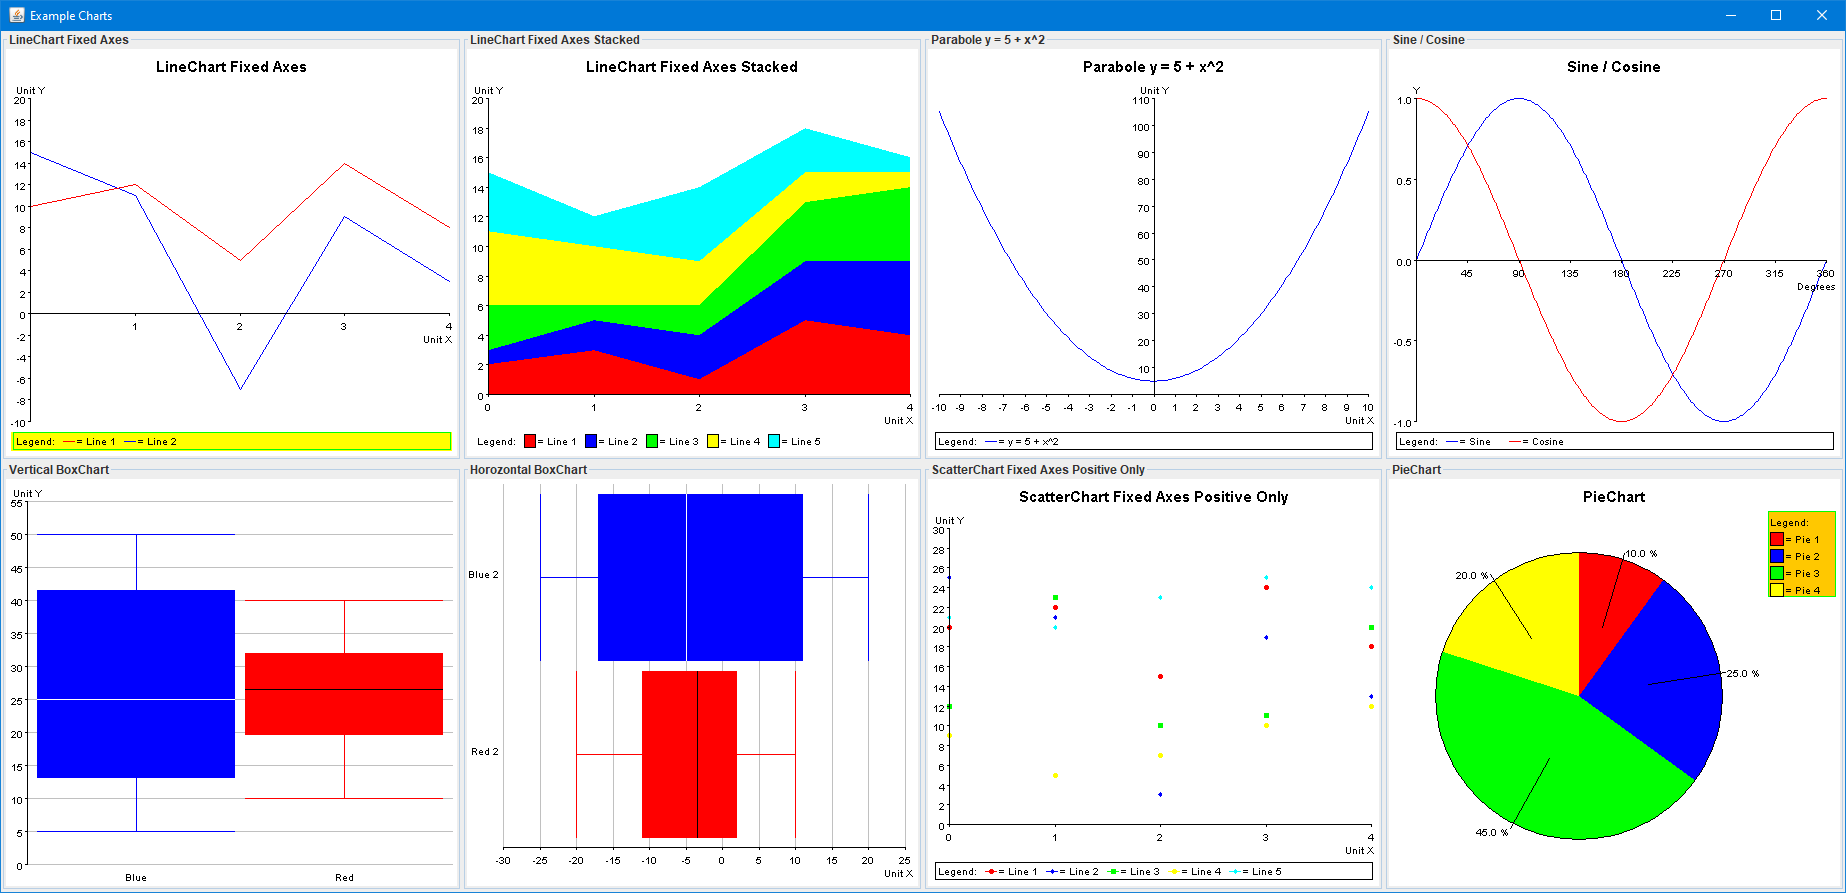 Example Charts
LineChart Fixed Axes
LineChart Fixed Axes
Unit Y
20
18
16
14
12
10
8
6
4
2
0
-2
-4
-6
-8
-10
1 2 3 4
Unit X
Legend: = Line 1 = Line 2
LineChart Fixed Axes Stacked
LineChart Fixed Axes Stacked
Unit Y
20
18
16
14
12
10
8
6
4
2
0
0 1 2 3 4
Unit X
Legend: = Line 1 = Line 2 = Line 3 = Line 4 = Line 5
Parabole y = 5 + x^2
Parabole y = 5 + x^2
Unit Y
110
100
90
80
70
60
50
40
30
20
10
-10 -9 -8 -7 -6 -5 -4 -3 -2 -1 0 1 2 3 4 5 6 7 8 9 10
Unit X
Legend: = y = 5 + x^2
Sine / Cosine
Sine / Cosine
Y
1.0
0.5
0.0
-0.5
-1.0
45 90 135 180 225 270 315 360
Degrees
Legend: = Sine = Cosine
Vertical BoxChart
Unit Y
55
50
45
40
35
30
25
20
15
10
5
0
Blue Red
Horozontal BoxChart
Blue 2
Red 2
-30 -25 -20 -15 -10 -5 0 5 10 15 20 25
Unit X
ScatterChart Fixed Axes Positive Only
ScatterChart Fixed Axes Positive Only
Unit Y
30
28
26
24
22
20
18
16
14
12
10
8
6
4
2
0
0 1 2 3 4
Unit X
Legend: = Line 1 = Line 2 = Line 3 = Line 4 = Line 5
PieChart
PieChart
Legend:
= Pie 1
= Pie 2
= Pie 3
= Pie 4
10.0 %
20.0 %
25.0 %
45.0 %